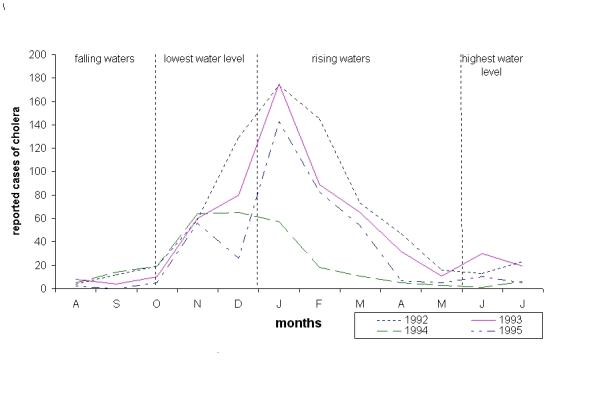 \
falling waters lowest water level rising waters highest water
level
reported cases of cholera
200
180
160
140
120
100
80
60
40
20
0
A S O N D J F M A M J J
months
1992 1993
1994 1995